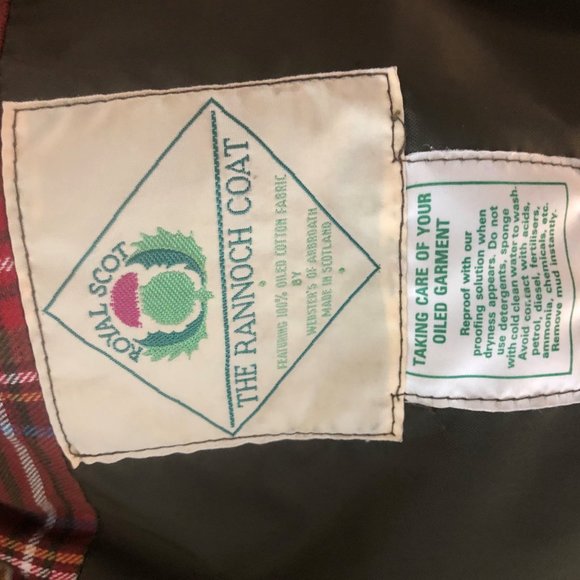 ROYAL SCOT
THE RANNOCH COAT
FEATURING 100% OILED COTTON FABRIC
BY
WEBSTER'S OF ARBROATH
MADE IN SCOTLAND
TAKING CARE OF YOUR
OILED GARMENT
Reproof with our
proofing solution when
dryness appears. Do not
use detergents, sponge
with cold clean water to wash.
Avoid contact with acids,
petrol, diesel, fertilisers,
ammonia, chemicals, etc.
Remove mud instantly.